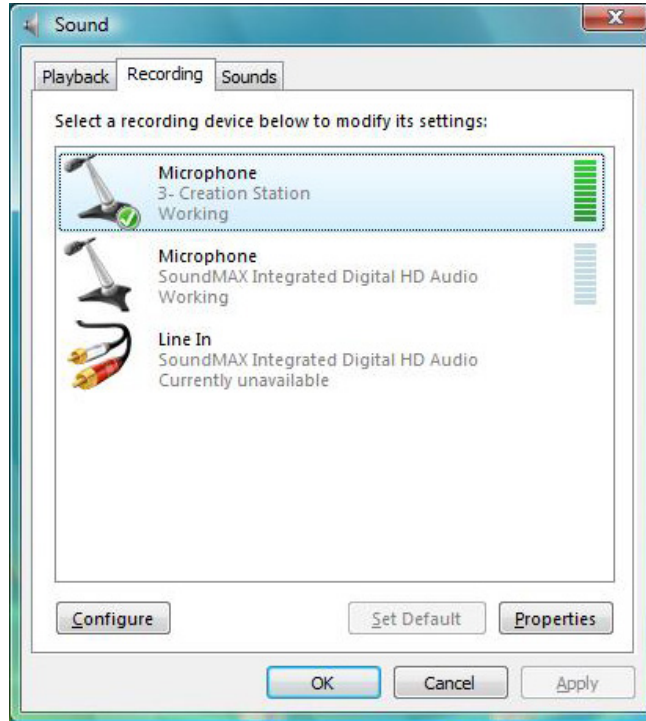 Sound
Playback Recording Sounds
Select a recording device below to modify its settings:
Microphone
3- Creation Station
Working
Microphone
SoundMAX Integrated Digital HD Audio
Working
Line In
SoundMAX Integrated Digital HD Audio
Currently unavailable
Configure Set Default Properties
OK Cancel Apply